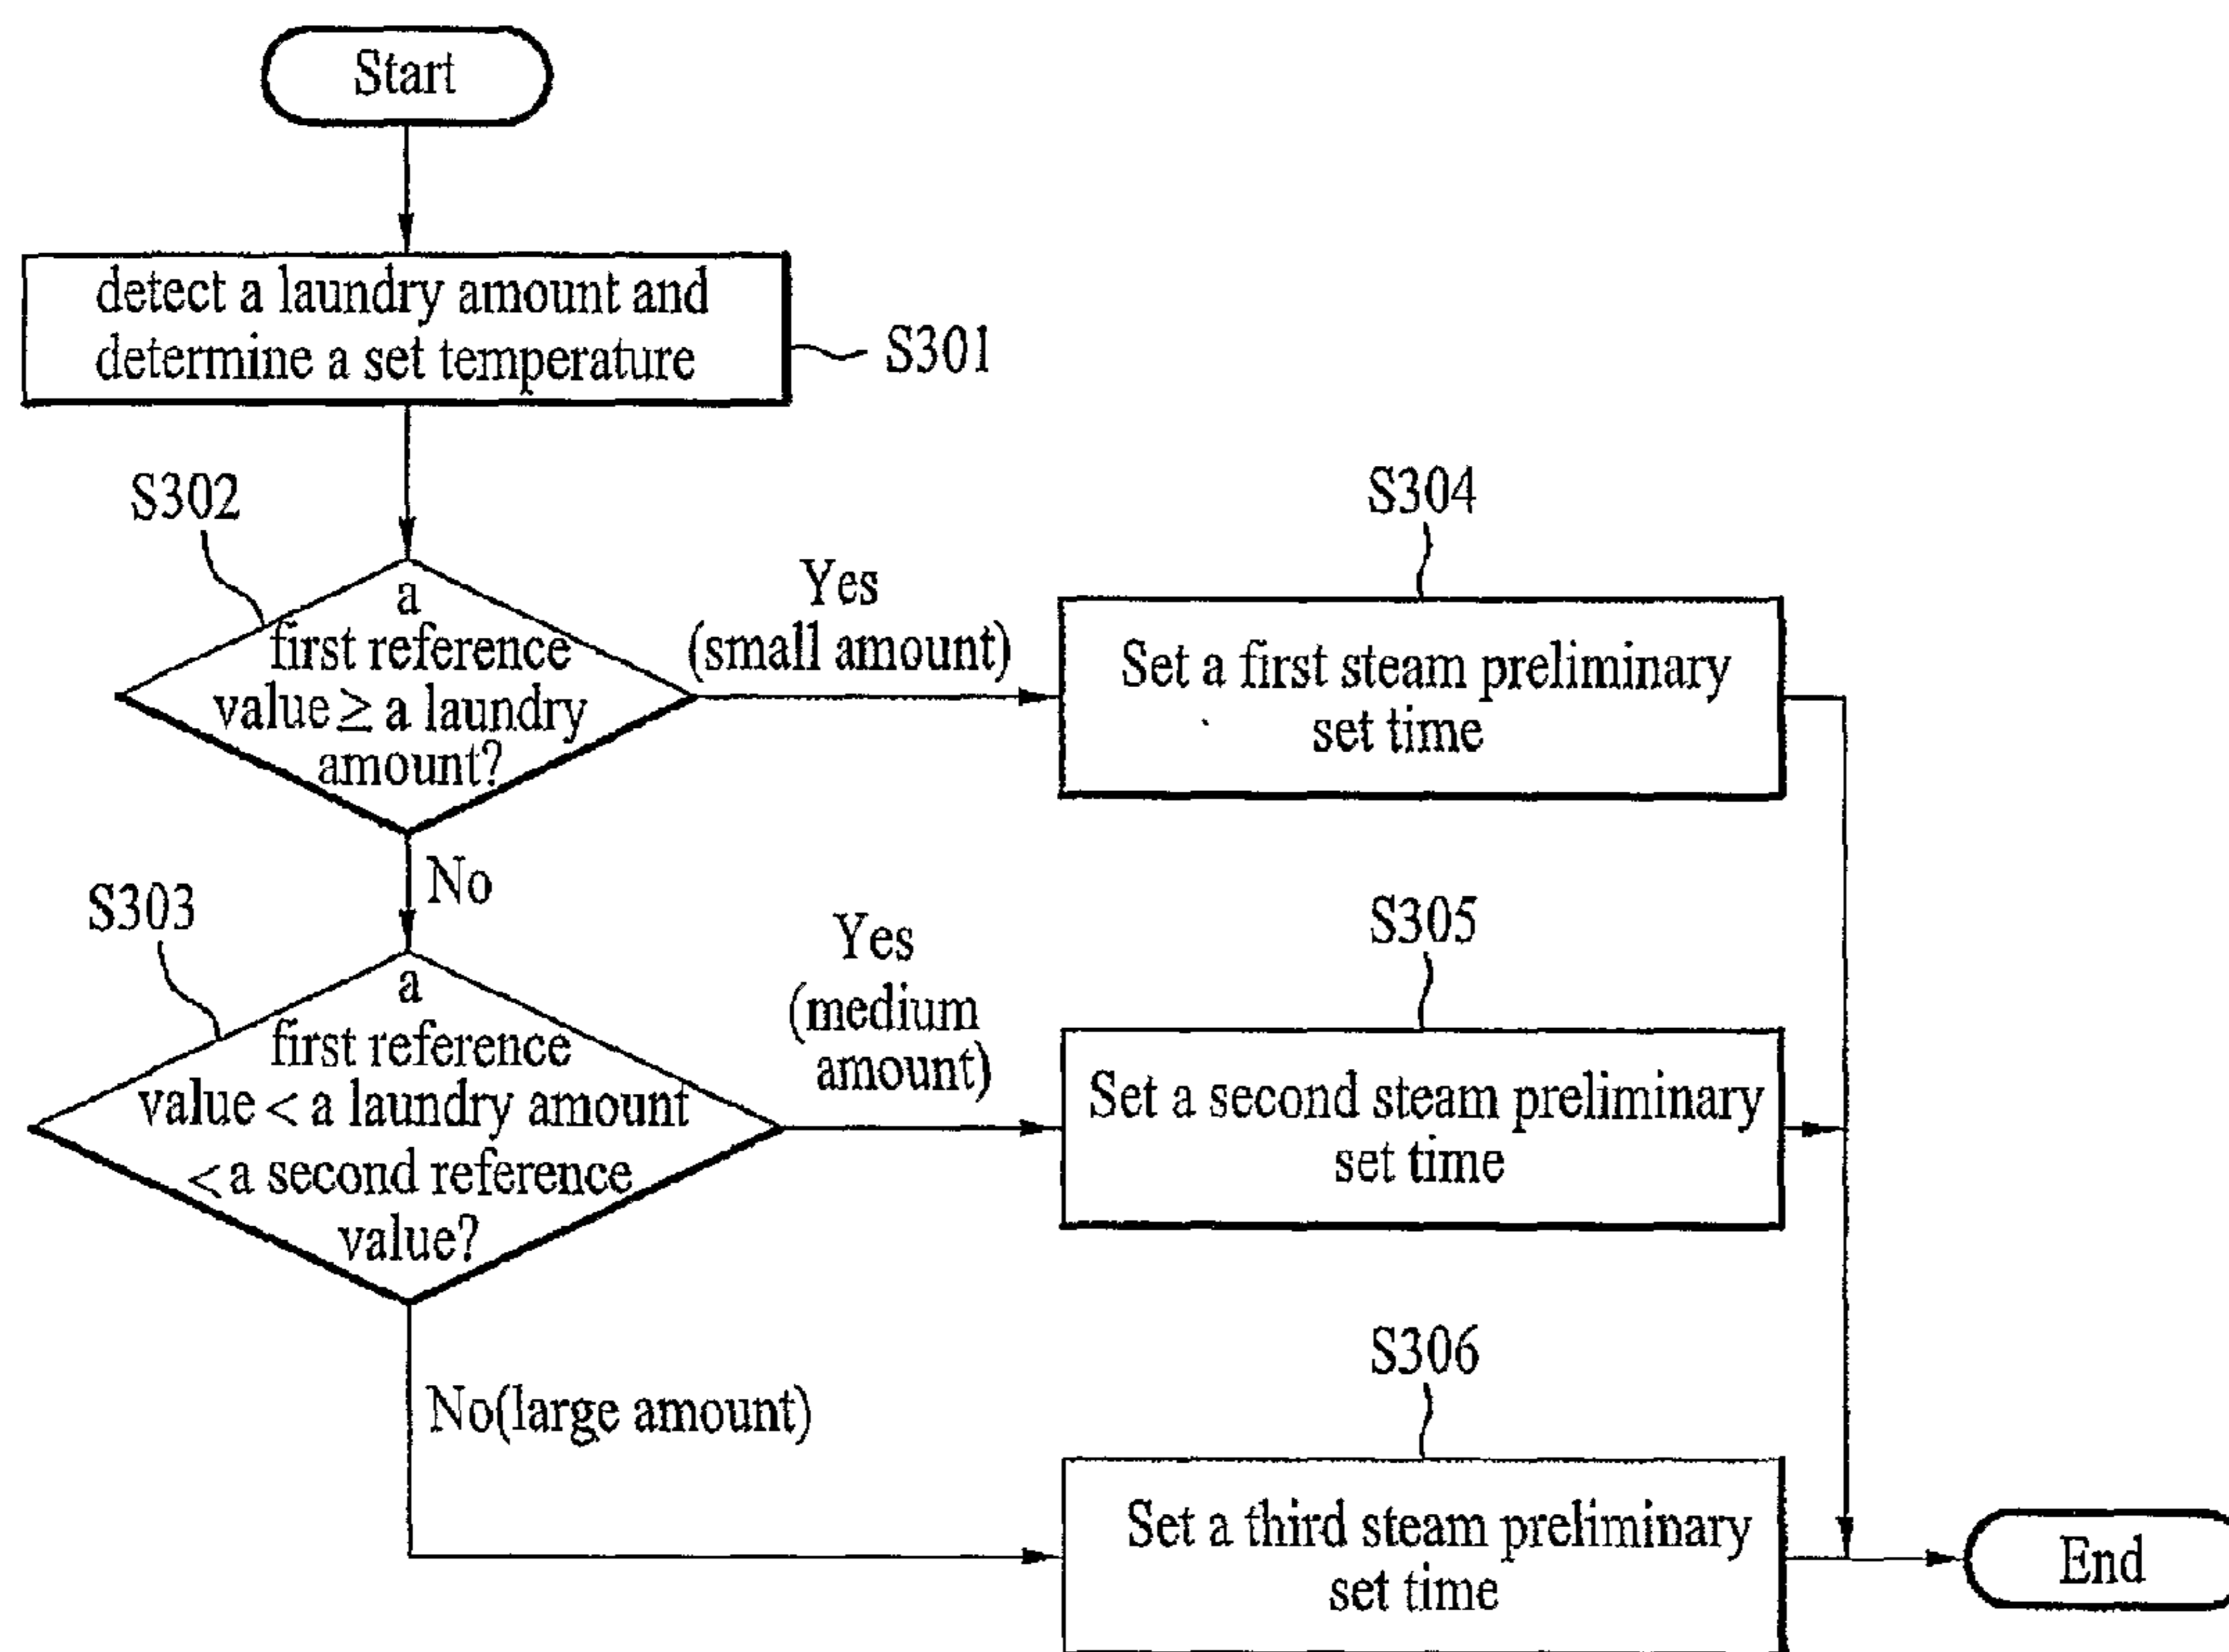 Start
detect a laundry amount and
determine a set temperature
S301
S302
a
first reference
value ≥ a laundry
amount?
Yes
(small amount)
S304
Set a first steam preliminary
set time
No
S303
a
first reference
value < a laundry amount
< a second reference
value?
Yes
(medium
amount)
S305
Set a second steam preliminary
set time
No(large amount)
S306
Set a third steam preliminary
set time
End